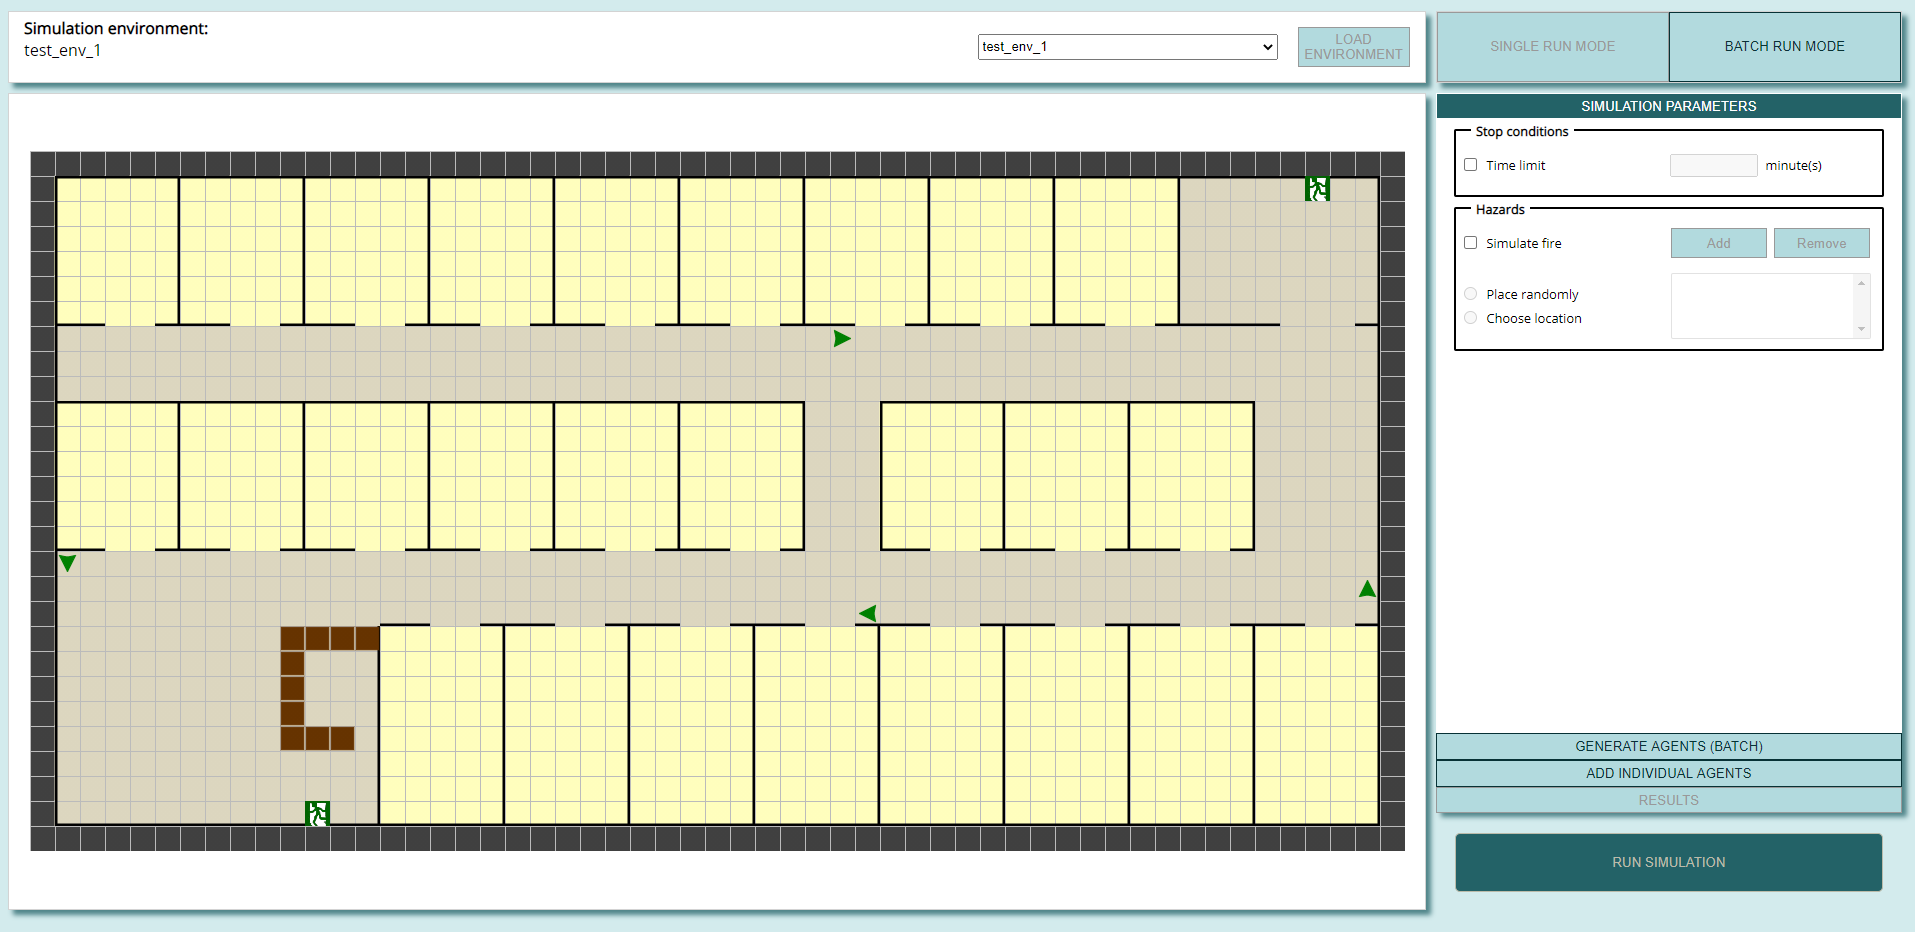 Simulation environment:
test_env_1
test_env_1
LOAD
ENVIRONMENT
SINGLE RUN MODE
BATCH RUN MODE
SIMULATION PARAMETERS
Stop conditions
Time limit
minute(s)
Hazards
Simulate fire
Add
Remove
Place randomly
Choose location
GENERATE AGENTS (BATCH)
ADD INDIVIDUAL AGENTS
RESULTS
RUN SIMULATION